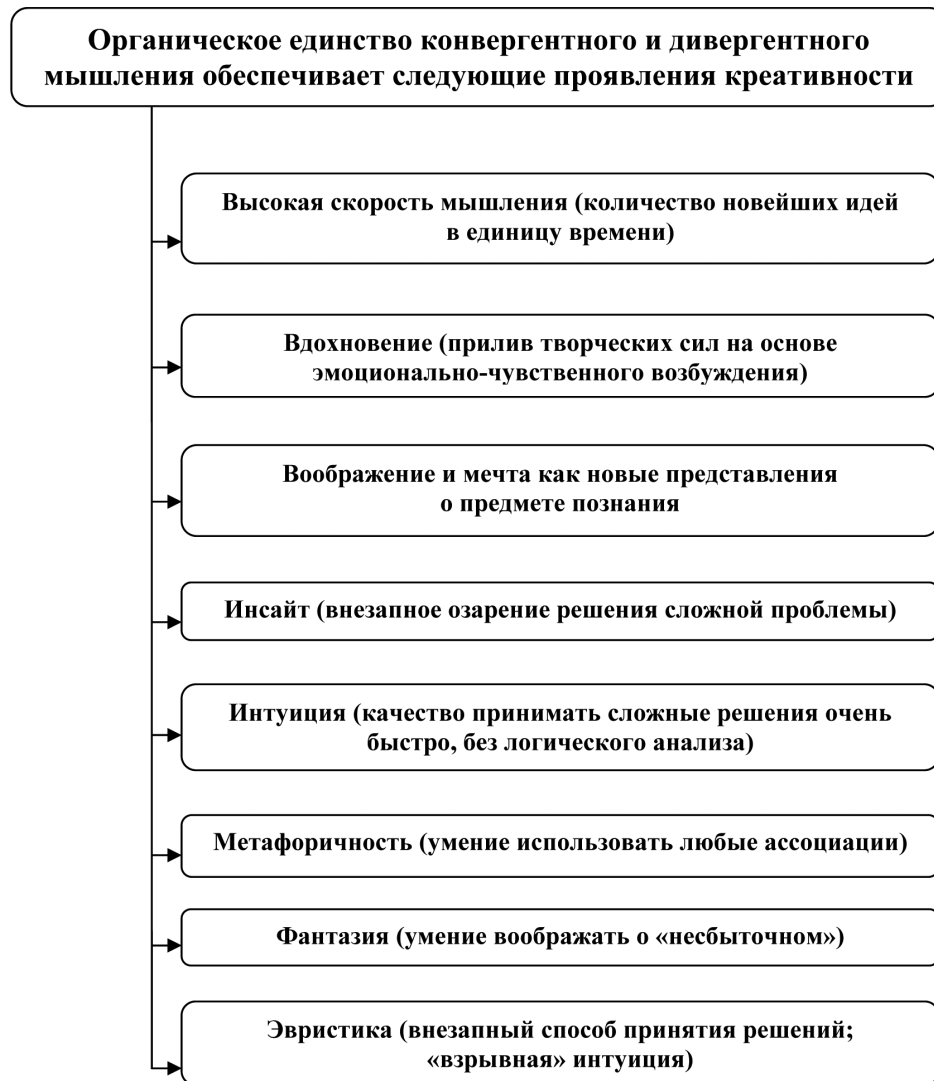 Органическое единство конвергентного и дивергентного
мышления обеспечивает следующие проявления креативности
Высокая скорость мышления (количество новейших идей
в единицу времени)
Вдохновение (прилив творческих сил на основе
эмоционально-чувственного возбуждения)
Воображение и мечта как новые представления
о предмете познания
Инсайт (внезапное озарение решения сложной проблемы)
Интуиция (качество принимать сложные решения очень
быстро, без логического анализа)
Метафоричность (умение использовать любые ассоциации)
Фантазия (умение воображать о «несбыточном»)
Эвристика (внезапный способ принятия решений;
«взрывная» интуиция)